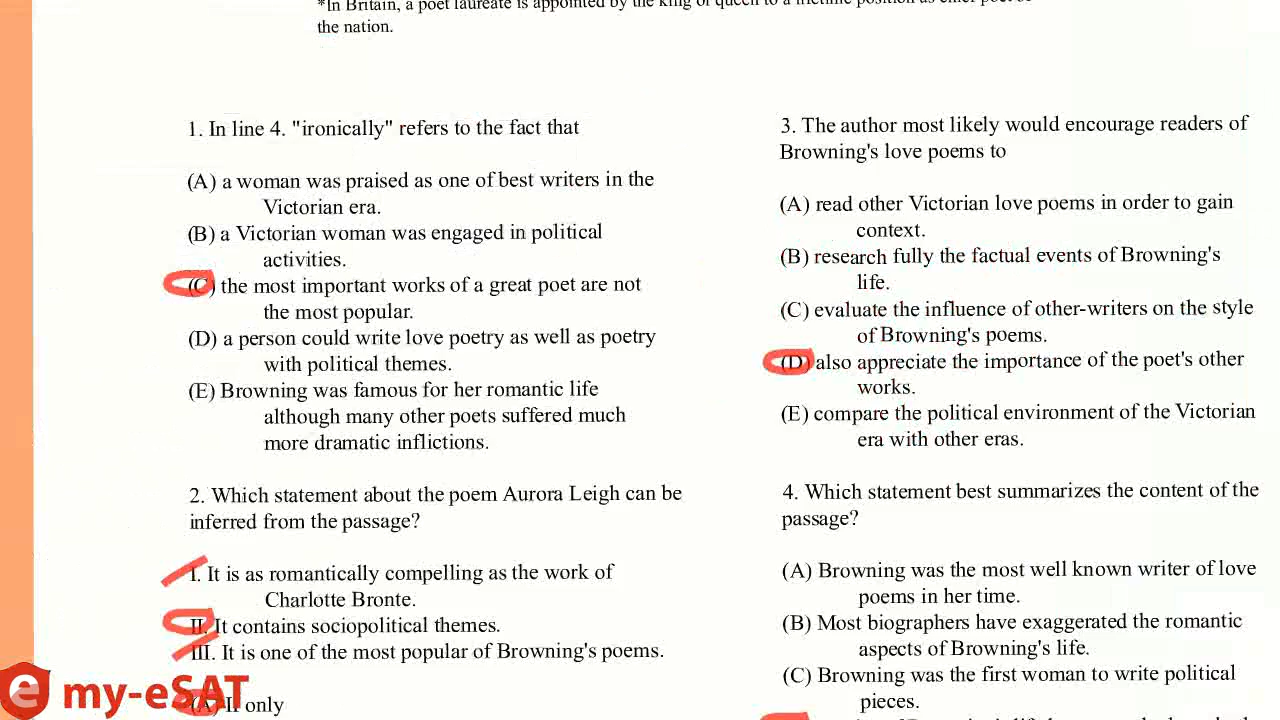 *In Britain, a poet laureate is appointed by the king or queen to a lifetime position as chief poet of
the nation.
1. In line 4. "ironically" refers to the fact that
(A) a woman was praised as one of best writers in the
Victorian era.
(B) a Victorian woman was engaged in political
activities.
(C) the most important works of a great poet are not
the most popular.
(D) a person could write love poetry as well as poetry
with political themes.
(E) Browning was famous for her romantic life
although many other poets suffered much
more dramatic inflictions.
2. Which statement about the poem Aurora Leigh can be
inferred from the passage?
I. It is as romantically compelling as the work of
Charlotte Bronte.
II. It contains sociopolitical themes.
III. It is one of the most popular of Browning's poems.
(A) II only
3. The author most likely would encourage readers of
Browning's love poems to
(A) read other Victorian love poems in order to gain
context.
(B) research fully the factual events of Browning's
life.
(C) evaluate the influence of other-writers on the style
of Browning's poems.
(D) also appreciate the importance of the poet's other
works.
(E) compare the political environment of the Victorian
era with other eras.
4. Which statement best summarizes the content of the
passage?
(A) Browning was the most well known writer of love
poems in her time.
(B) Most biographers have exaggerated the romantic
aspects of Browning's life.
(C) Browning was the first woman to write political
pieces.
e my-eSAT